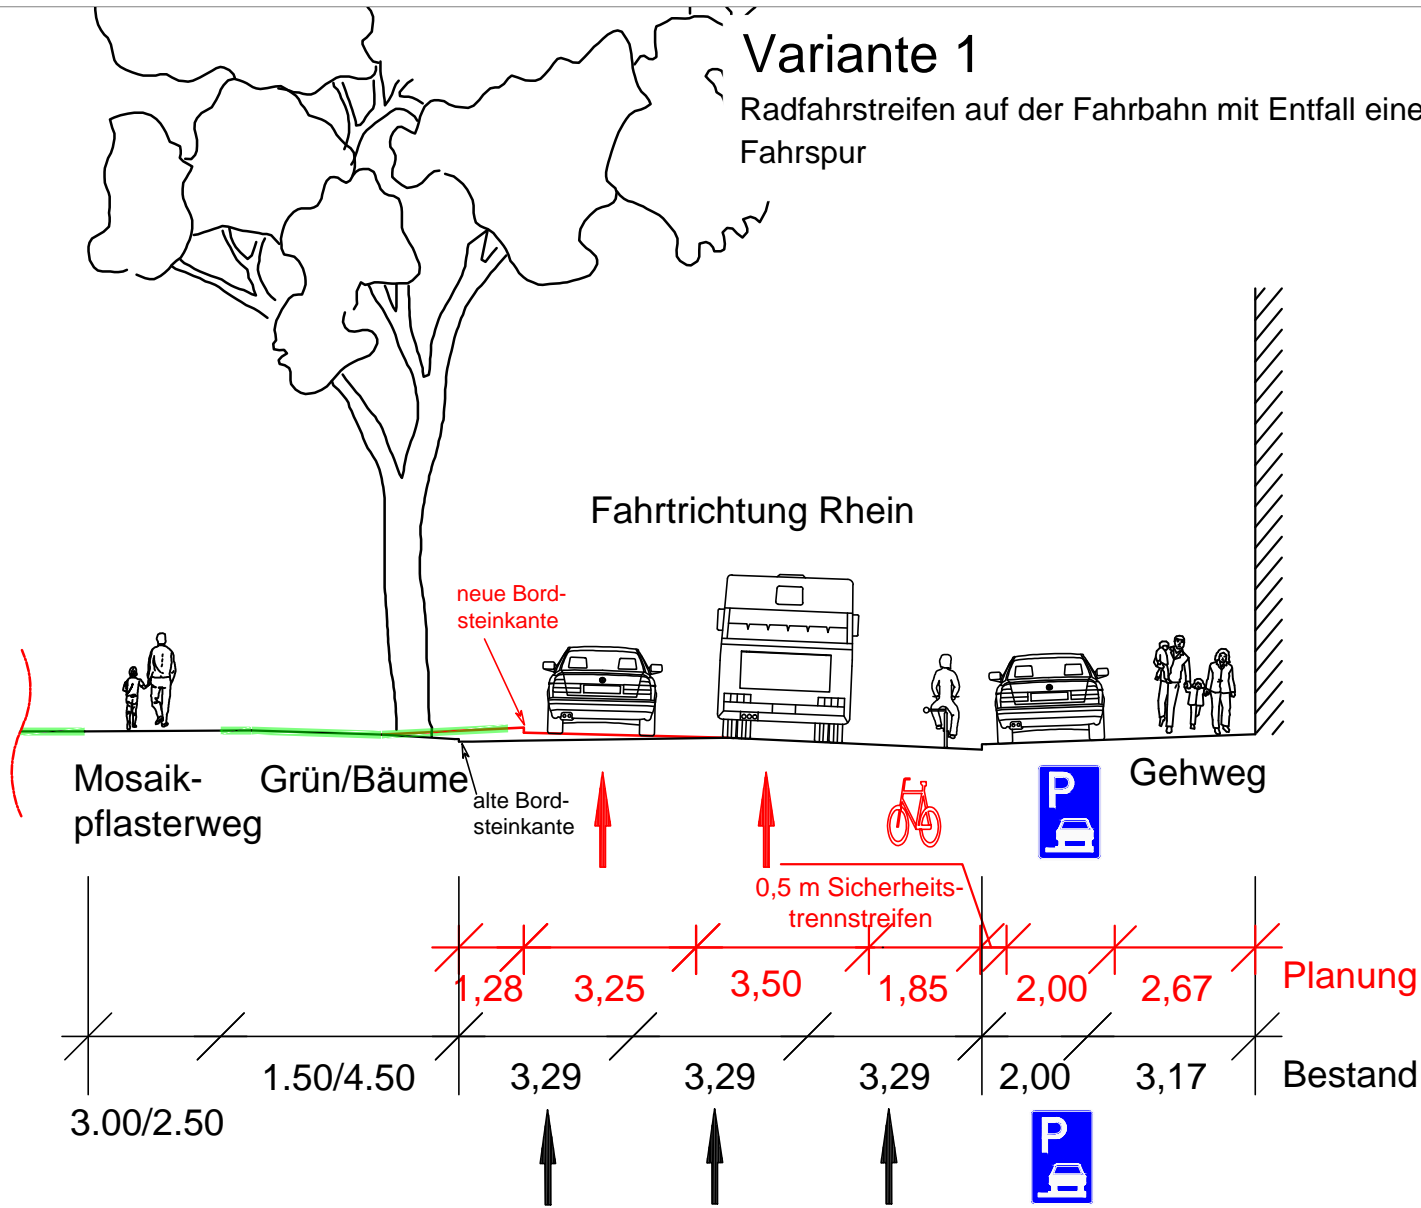 Variante 1
Radfahrstreifen auf der Fahrbahn mit Entfall eine
Fahrspur
Fahrtrichtung Rhein
neue Bord-
steinkante
Mosaik-
pflasterweg
Grün/Bäume
alte Bord-
steinkante
P
Gehweg
0,5 m Sicherheits-
trennstreifen
1,28 3,25 3,50 1,85 2,00 2,67 Planung
1.50/4.50 3,29 3,29 3,29 2,00 3,17 Bestand
3.00/2.50
P